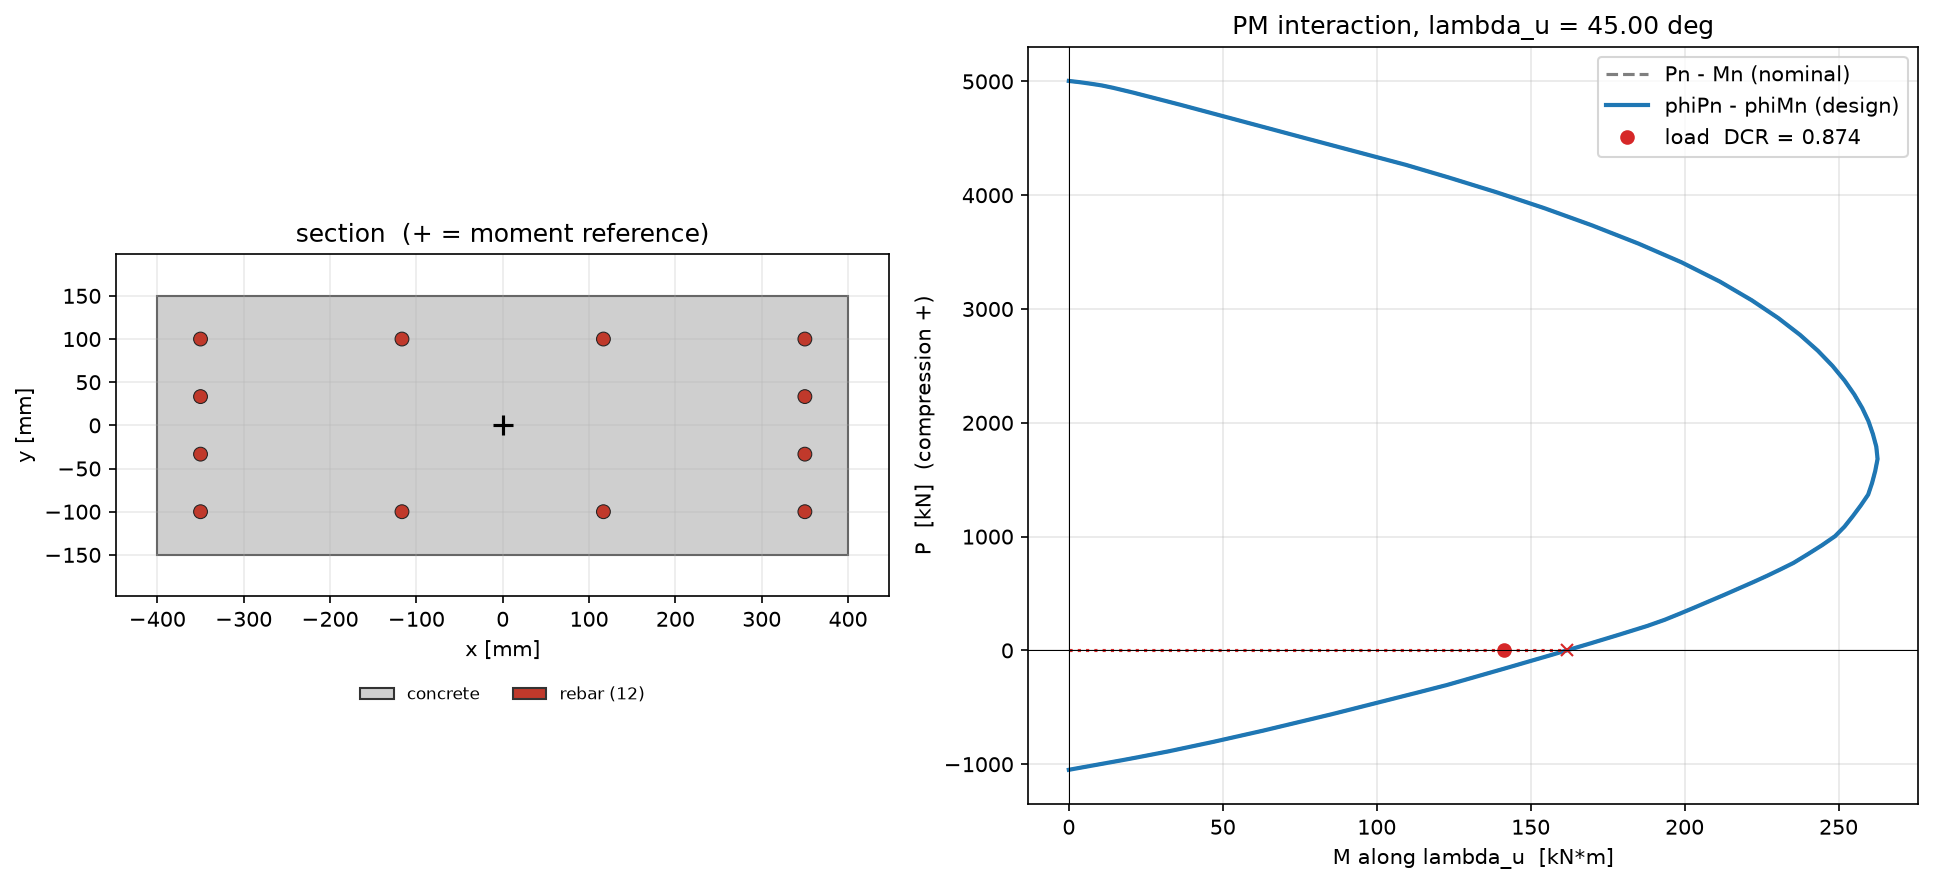 section  (+ = moment reference)
150
100
50
0
−50
−100
−150
y [mm]
−400 −300 −200 −100 0 100 200 300 400
x [mm]
concrete rebar (12)
PM interaction, lambda_u = 45.00 deg
Pn - Mn (nominal)
phiPn - phiMn (design)
load  DCR = 0.874
5000
4000
3000
2000
1000
0
−1000
P  [kN]  (compression +)
0 50 100 150 200 250
M along lambda_u  [kN*m]